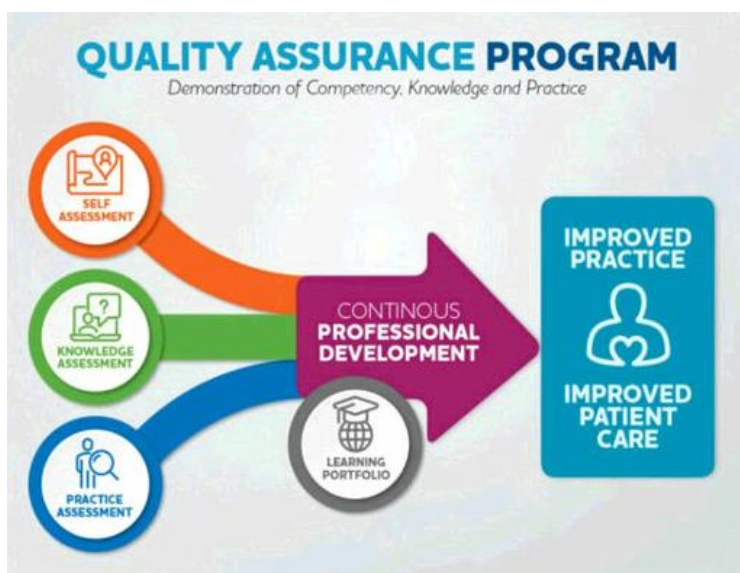 QUALITY ASSURANCE PROGRAM
Demonstration of Competency, Knowledge and Practice
SELF
ASSESSMENT
KNOWLEDGE
ASSESSMENT
PRACTICE
ASSESSMENT
CONTINOUS
PROFESSIONAL
DEVELOPMENT
LEARNING
PORTFOLIO
IMPROVED
PRACTICE
IMPROVED
PATIENT
CARE